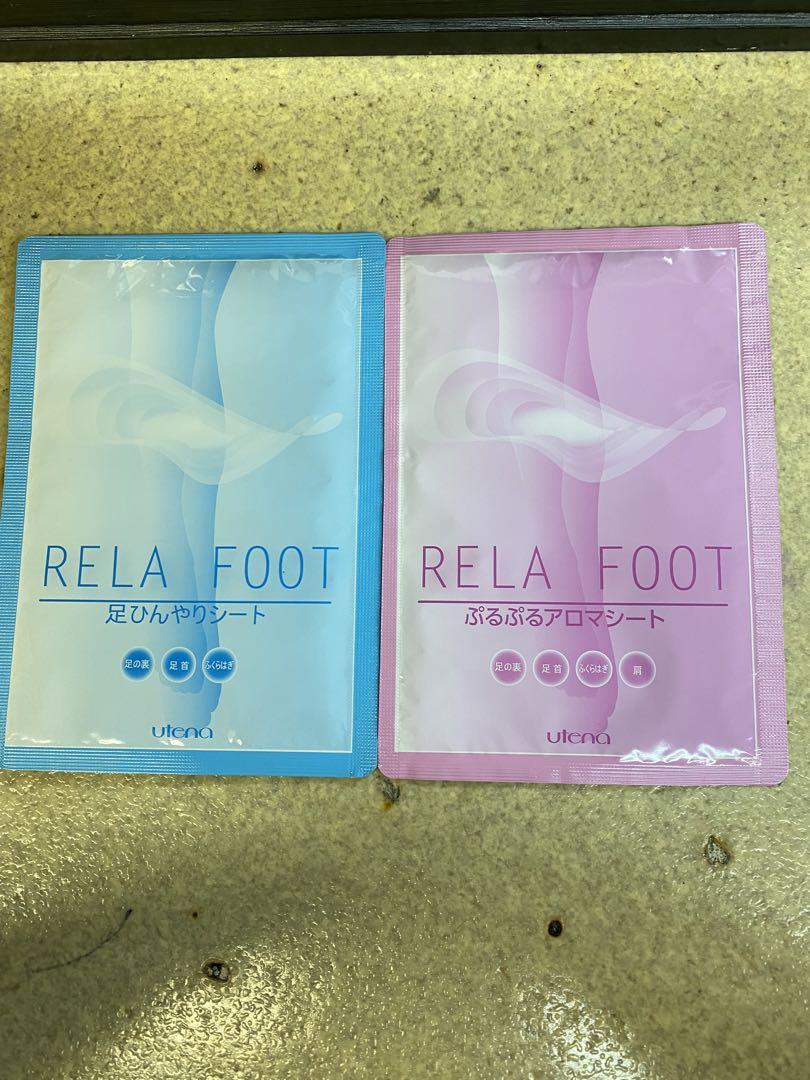 RELA FOOT
足ひんやりシート
足の裏 足首 ふくらはぎ
utena
RELA FOOT
ぷるぷるアロマシート
足の裏 足首 ふくらはぎ 肩
utena